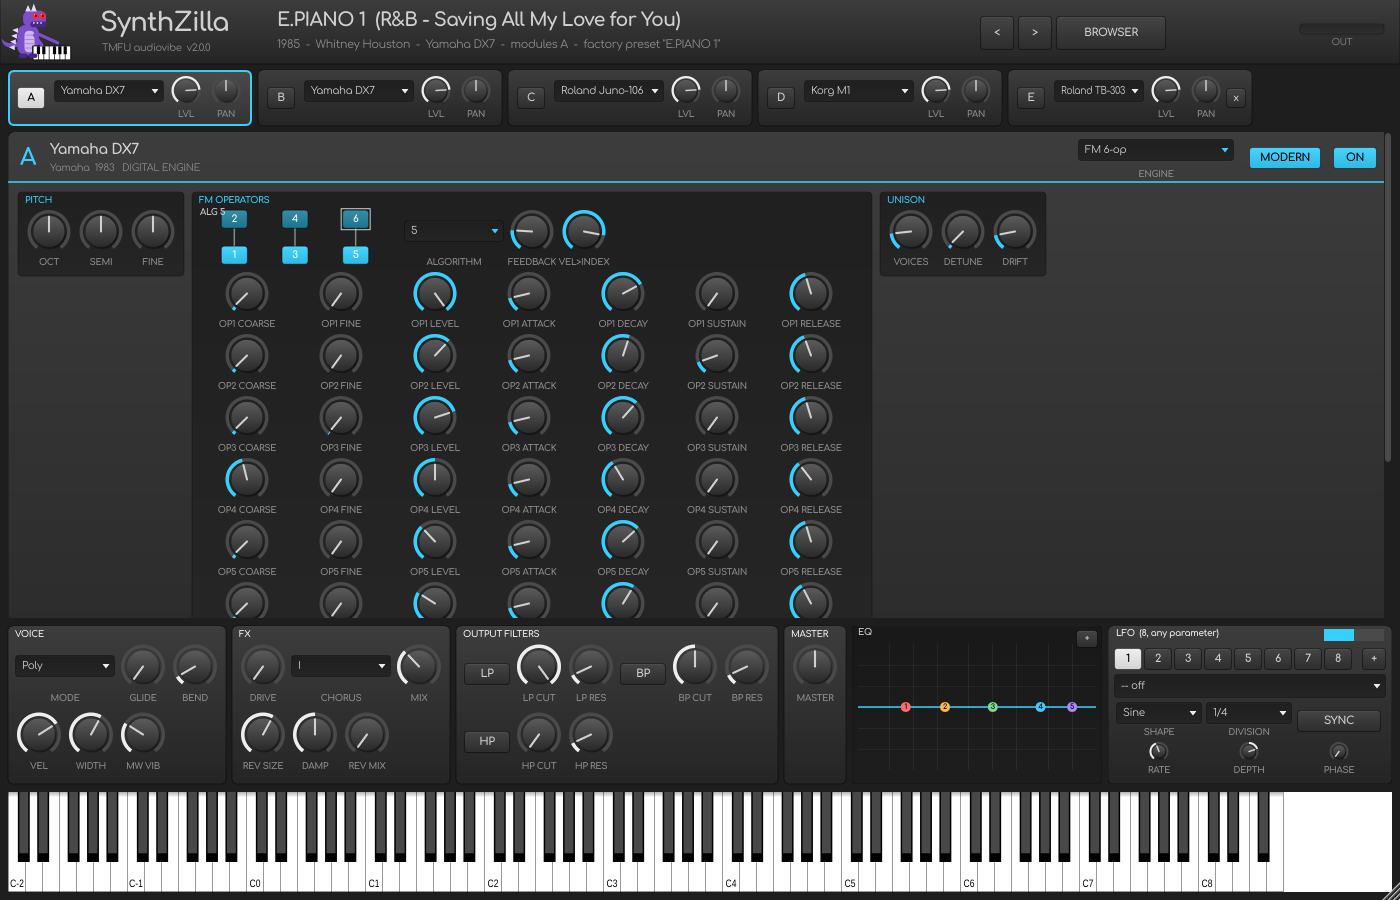 SynthZilla
TMFU audiovibe v2.0.0
E.PIANO 1 (R&B - Saving All My Love for You)
1985 - Whitney Houston - Yamaha DX7 - modules A - factory preset "E.PIANO 1"
< > BROWSER
OUT
A Yamaha DX7 LVL PAN
B Yamaha DX7 LVL PAN
C Roland Juno-106 LVL PAN
D Korg M1 LVL PAN
E Roland TB-303 LVL PAN x
A Yamaha DX7
Yamaha 1983 DIGITAL ENGINE
FM 6-op
ENGINE
MODERN ON
PITCH
OCT SEMI FINE
FM OPERATORS
ALG 5
2 4 6
1 3 5
5
ALGORITHM FEEDBACK VEL>INDEX
UNISON
VOICES DETUNE DRIFT
OP1 COARSE OP1 FINE OP1 LEVEL OP1 ATTACK OP1 DECAY OP1 SUSTAIN OP1 RELEASE
OP2 COARSE OP2 FINE OP2 LEVEL OP2 ATTACK OP2 DECAY OP2 SUSTAIN OP2 RELEASE
OP3 COARSE OP3 FINE OP3 LEVEL OP3 ATTACK OP3 DECAY OP3 SUSTAIN OP3 RELEASE
OP4 COARSE OP4 FINE OP4 LEVEL OP4 ATTACK OP4 DECAY OP4 SUSTAIN OP4 RELEASE
OP5 COARSE OP5 FINE OP5 LEVEL OP5 ATTACK OP5 DECAY OP5 SUSTAIN OP5 RELEASE
VOICE
Poly
MODE GLIDE BEND
VEL WIDTH MW VIB
FX
I
DRIVE CHORUS MIX
REV SIZE DAMP REV MIX
OUTPUT FILTERS
LP BP
LP CUT LP RES BP CUT BP RES
HP
HP CUT HP RES
MASTER
MASTER
EQ +
1 2 3 4 5
LFO (8, any parameter)
1 2 3 4 5 6 7 8 +
-- off
Sine 1/4 SYNC
SHAPE DIVISION
RATE DEPTH PHASE
C-2 C-1 C0 C1 C2 C3 C4 C5 C6 C7 C8